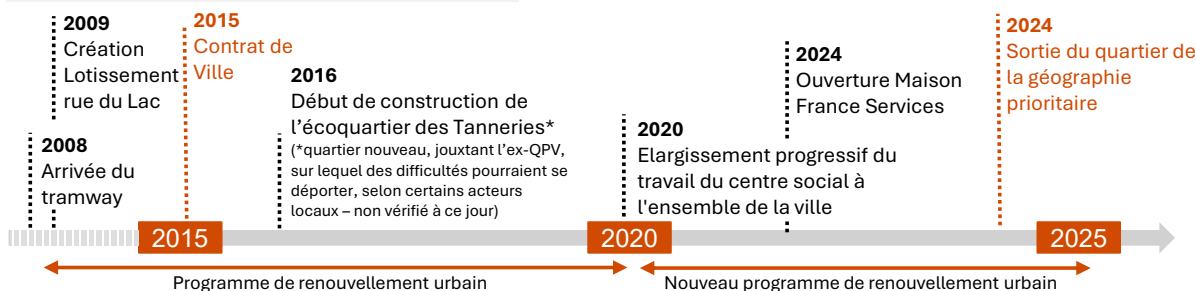 2009
Création
Lotissement
rue du Lac
2008
Arrivée du
tramway
2015
Contrat de
Ville
2016
Début de construction de
l’écoquartier des Tanneries*
(*quartier nouveau, jouxtant l’ex-QPV,
sur lequel des difficultés pourraient se
déporter, selon certains acteurs
locaux – non vérifié à ce jour)
2020
Elargissement progressif du
travail du centre social à
l'ensemble de la ville
2024
Ouverture Maison
France Services
2024
Sortie du quartier de
la géographie
prioritaire
2015
2020
2025
Programme de renouvellement urbain
Nouveau programme de renouvellement urbain